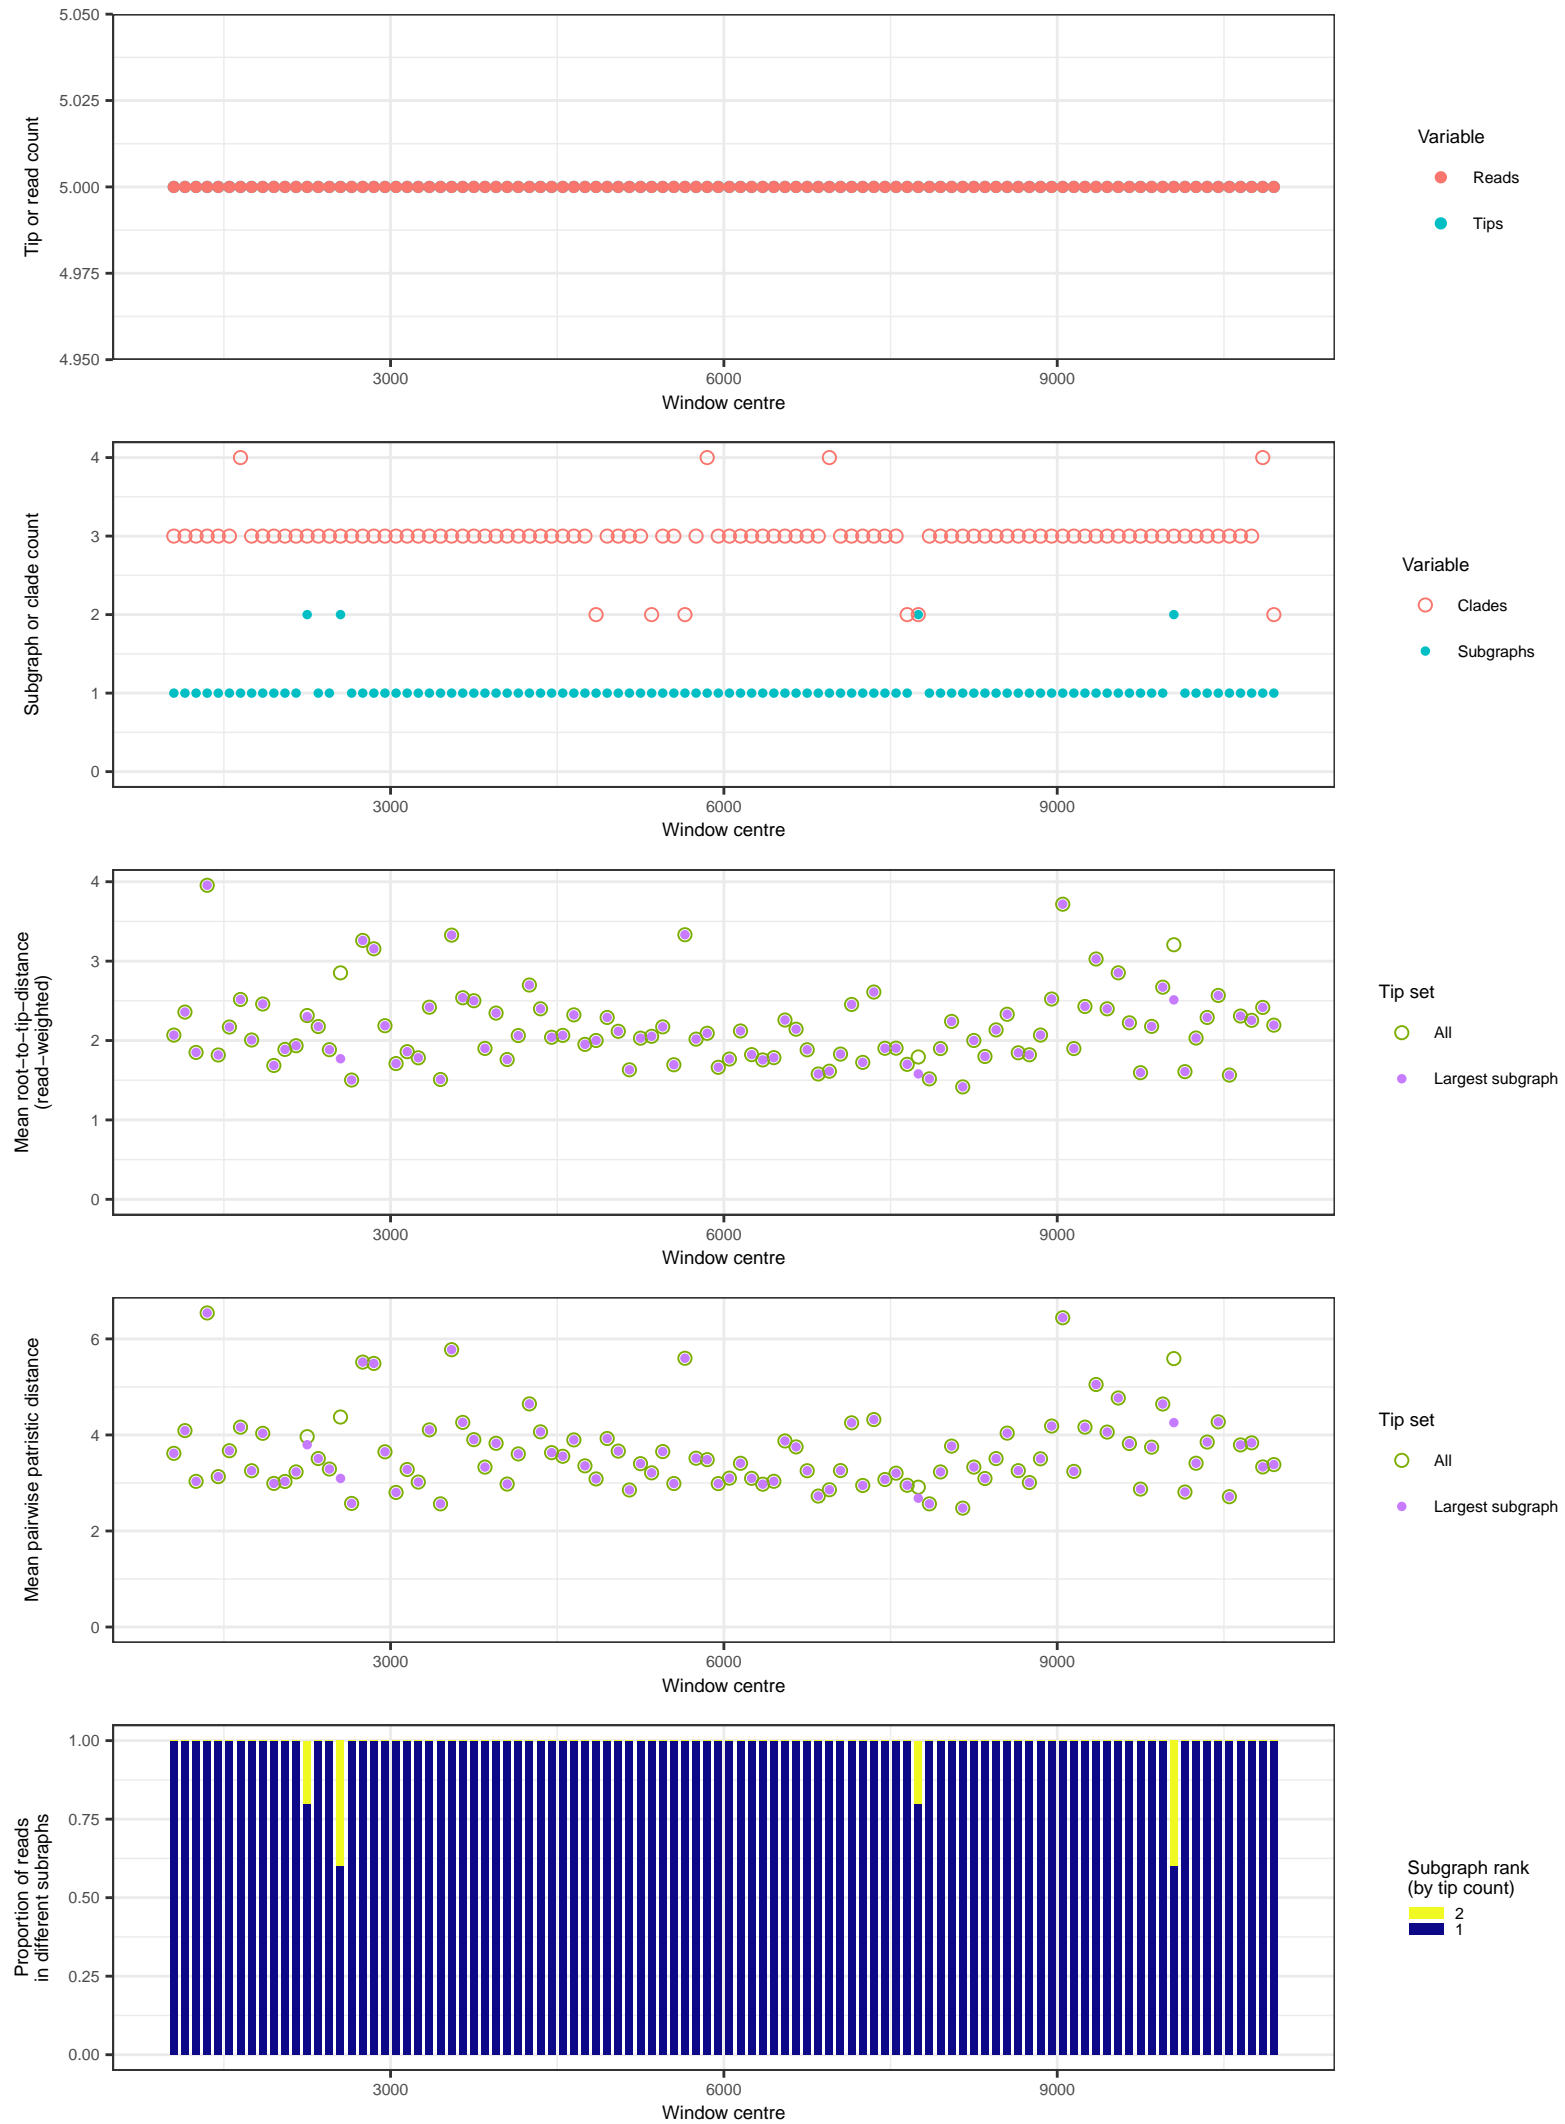 5.050
5.025
5.000
4.975
4.950
Tip or read count
3000 6000 9000
Window centre
Variable
Reads
Tips
4
3
2
1
0
Subgraph or clade count
3000 6000 9000
Window centre
Variable
Clades
Subgraphs
4
3
2
1
0
Mean root−to−tip−distance
(read−weighted)
3000 6000 9000
Window centre
Tip set
All
Largest subgraph
6
4
2
0
Mean pairwise patristic distance
3000 6000 9000
Window centre
Tip set
All
Largest subgraph
1.00
0.75
0.50
0.25
0.00
Proportion of reads
in different subraphs
3000 6000 9000
Window centre
Subgraph rank
(by tip count)
2
1